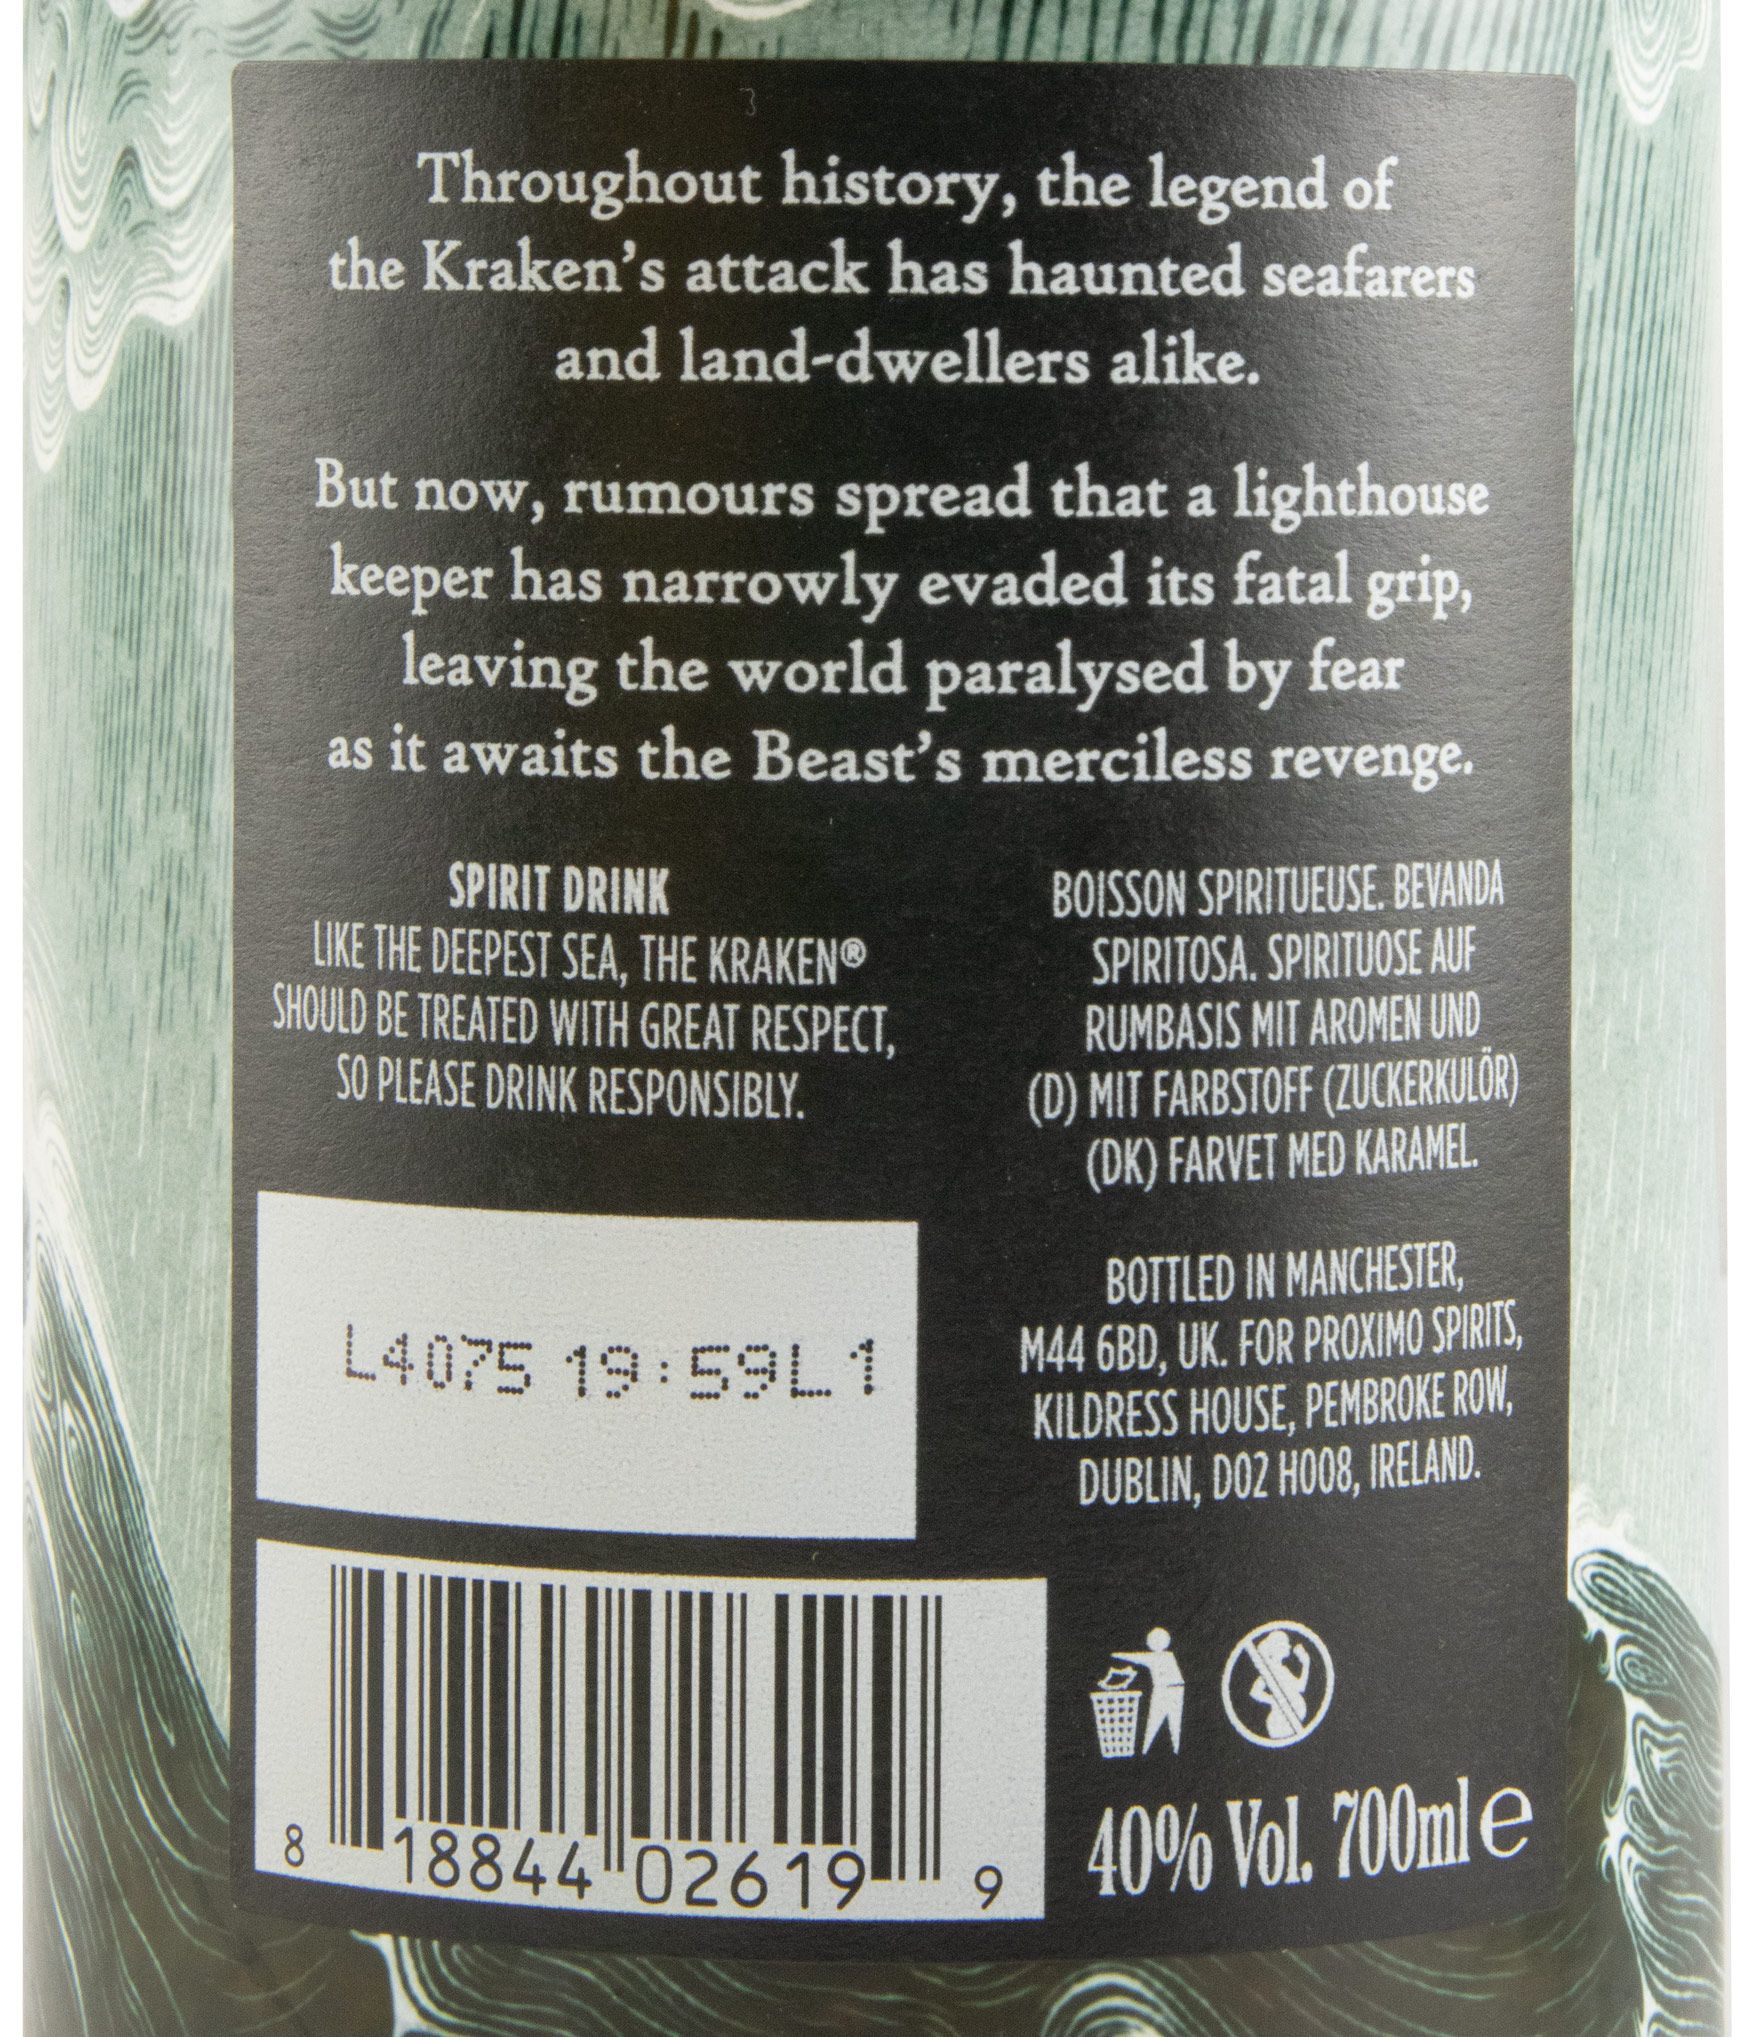 Throughout history, the legend of
the Kraken's attack has haunted seafarers
and land-dwellers alike.
But now, rumours spread that a lighthouse
keeper has narrowly evaded its fatal grip,
leaving the world paralysed by fear
as it awaits the Beast's merciless revenge.
SPIRIT DRINK
LIKE THE DEEPEST SEA, THE KRAKEN®
SHOULD BE TREATED WITH GREAT RESPECT,
SO PLEASE DRINK RESPONSIBLY.
BOISSON SPIRITUEUSE. BEVANDA
SPIRITOSA. SPIRITUOSE AUF
RUMBASIS MIT AROMEN UND
(D) MIT FARBSTOFF (ZUCKERKULÖR)
(DK) FARVET MED KARAMEL.
L4075 19:59L1
BOTTLED IN MANCHESTER,
M44 6BD, UK. FOR PROXIMO SPIRITS,
KILDRESS HOUSE, PEMBROKE ROW,
DUBLIN, D02 H008, IRELAND.
8 18844 02619 9
40% Vol. 700ml e